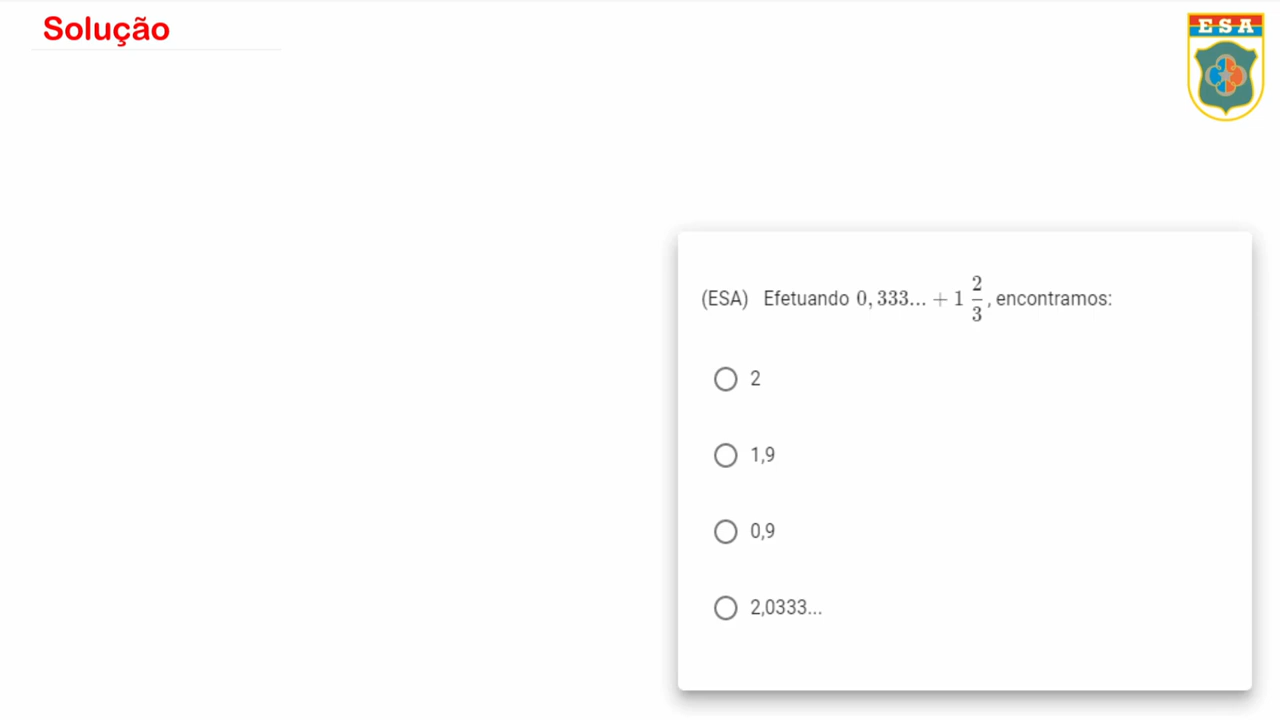 Solução
ESA
(ESA) Efetuando 0, 333... + 1 2/3, encontramos:
2
1,9
0,9
2,0333...